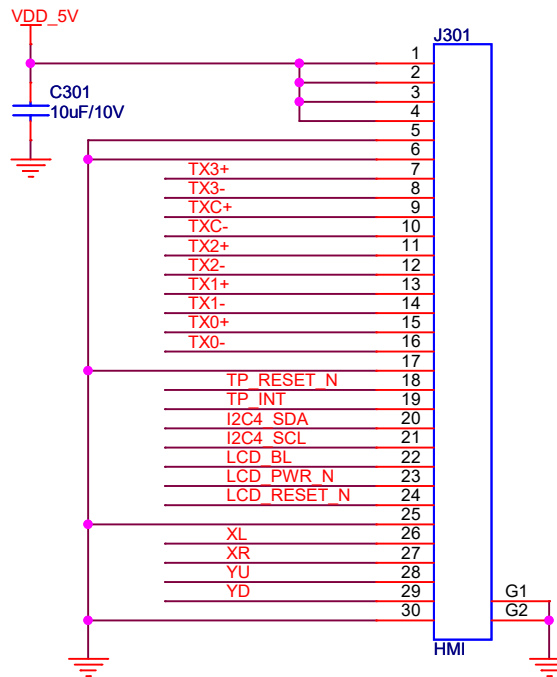 VDD_5V
J301
C301
10uF/10V
1
2
3
4
5
6
TX3+ 7
TX3- 8
TXC+ 9
TXC- 10
TX2+ 11
TX2- 12
TX1+ 13
TX1- 14
TX0+ 15
TX0- 16
17
TP_RESET_N 18
TP_INT 19
I2C4_SDA 20
I2C4_SCL 21
LCD_BL 22
LCD_PWR_N 23
LCD_RESET_N 24
25
XL 26
XR 27
YU 28
YD 29
30
G1
G2
HMI